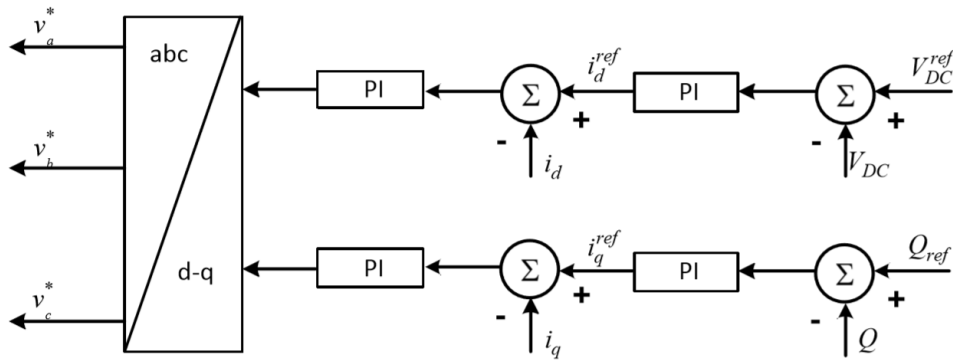 v*a
abc
PI
Σ
i_d^ref
PI
Σ
V_DC^ref
+
+
-
-
i_d
V_DC
v*b
d-q
PI
Σ
i_q^ref
PI
Σ
Q_ref
+
+
-
-
v*c
i_q
Q